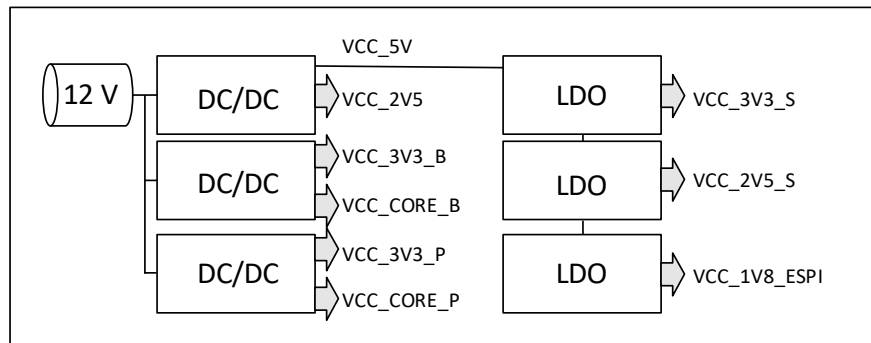 VCC_5V
12 V
DC/DC
VCC_2V5
LDO
VCC_3V3_S
VCC_3V3_B
DC/DC
VCC_CORE_B
LDO
VCC_2V5_S
VCC_3V3_P
DC/DC
VCC_CORE_P
LDO
VCC_1V8_ESPI